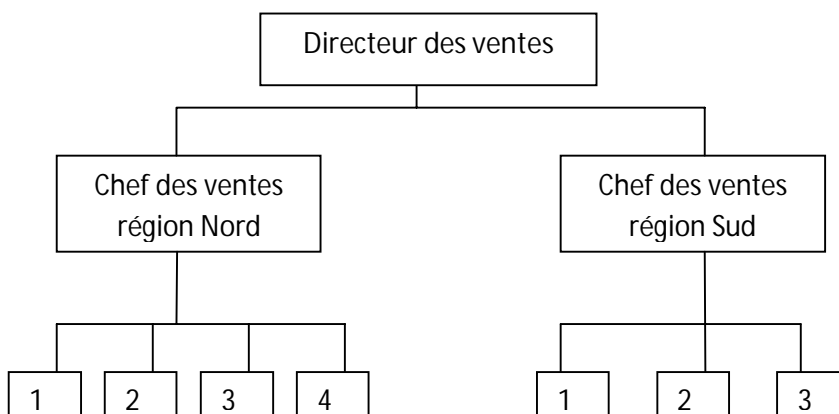 Directeur des ventes
Chef des ventes
région Nord
Chef des ventes
région Sud
1 2 3 4 1 2 3